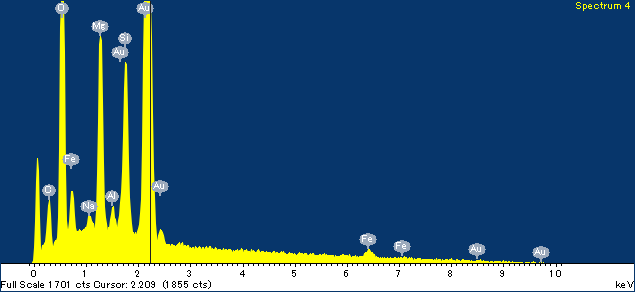 Spectrum 4
O Au
Mg
Si
Au
Fe
Au
Al
Na
Fe
Fe
Au
Au
0 1 2 3 4 5 6 7 8 9 10
Full Scale 1701 cts Cursor: 2.209 (1855 cts) keV